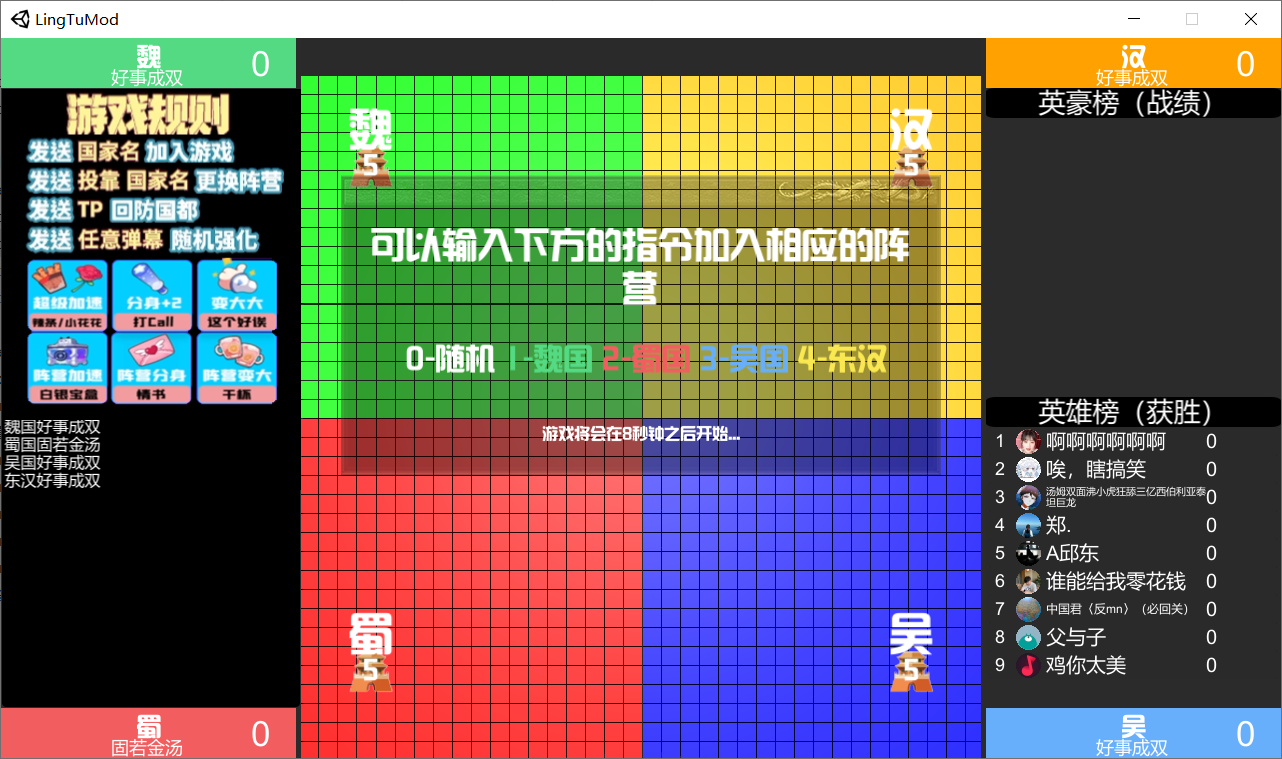 LingTuMod
魏
好事成双
0
汉
好事成双
0
游戏规则
发送 国家名 加入游戏
发送 投靠 国家名 更换阵营
发送 TP 回防国都
发送 任意弹幕 随机强化
超级加速 分身+2 变大大
辣条/小花花 打Call 这个好诶
阵营加速 阵营分身 阵营变大
白银宝盒 情书 干杯
魏国好事成双
蜀国固若金汤
吴国好事成双
东汉好事成双
蜀
固若金汤
0
魏
5
汉
5
可以输入下方的指令加入相应的阵
营
0-随机 1-魏国 2-蜀国 3-吴国 4-东汉
游戏将会在8秒钟之后开始...
蜀
5
吴
5
英豪榜（战绩）
英雄榜（获胜）
1 啊啊啊啊啊啊 0
2 唉，瞎搞笑 0
3 汤姆双面沸小虎狂舔三亿西伯利亚泰
坦巨龙 0
4 郑. 0
5 A邱东 0
6 谁能给我零花钱 0
7 中国君〈反mn〉（必回关） 0
8 父与子 0
9 鸡你太美 0
吴
好事成双
0